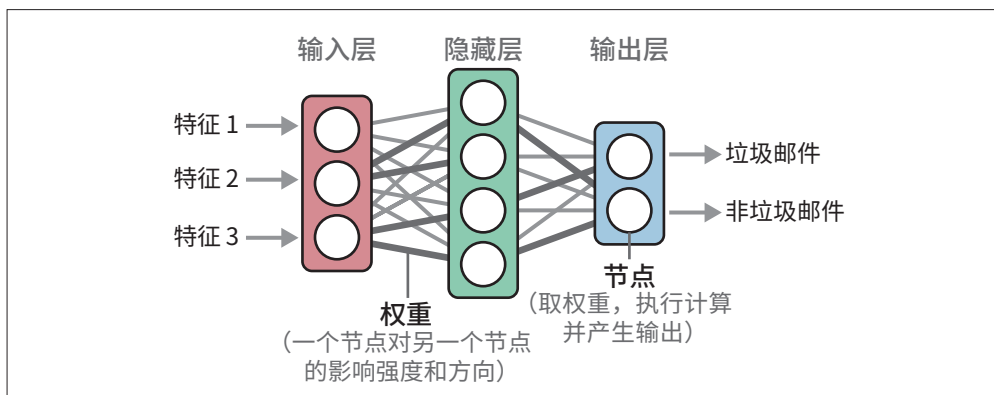 输入层
隐藏层
输出层
特征 1
特征 2
特征 3
垃圾邮件
非垃圾邮件
权重
（一个节点对另一个节点
的影响强度和方向）
节点
（取权重，执行计算
并产生输出）